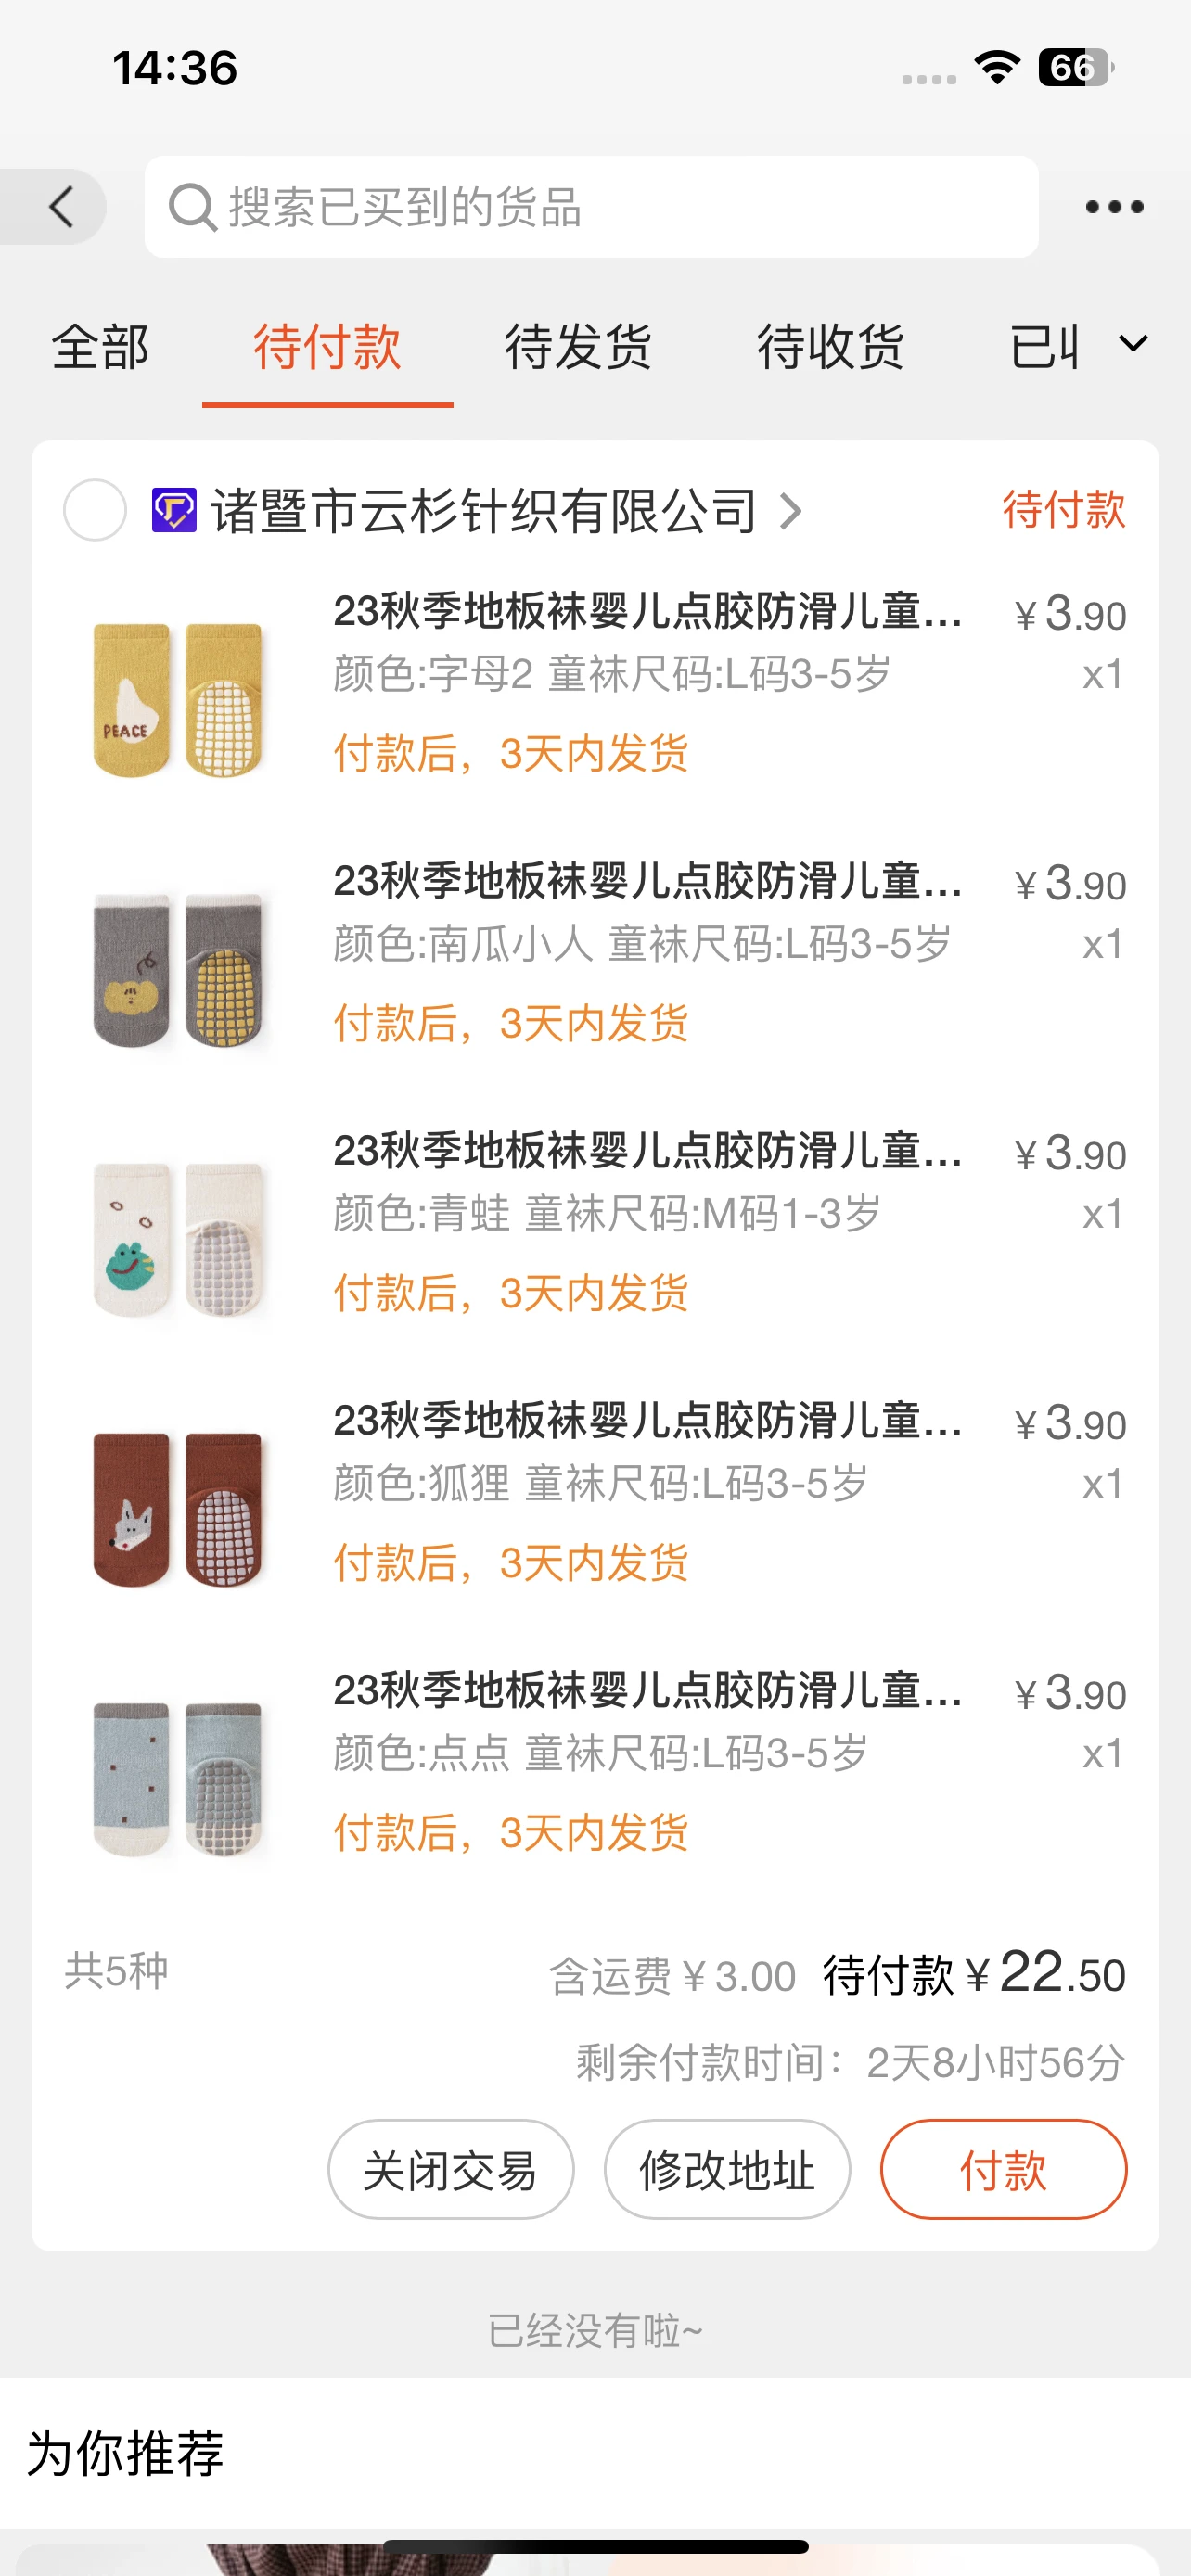 14:36
66
搜索已买到的货品
全部 待付款 待发货 待收货 已
诸暨市云杉针织有限公司 待付款
23秋季地板袜婴儿点胶防滑儿童... ¥3.90
颜色:字母2 童袜尺码:L码3-5岁 x1
PEACE
付款后，3天内发货
23秋季地板袜婴儿点胶防滑儿童... ¥3.90
颜色:南瓜小人 童袜尺码:L码3-5岁 x1
付款后，3天内发货
23秋季地板袜婴儿点胶防滑儿童... ¥3.90
颜色:青蛙 童袜尺码:M码1-3岁 x1
付款后，3天内发货
23秋季地板袜婴儿点胶防滑儿童... ¥3.90
颜色:狐狸 童袜尺码:L码3-5岁 x1
付款后，3天内发货
23秋季地板袜婴儿点胶防滑儿童... ¥3.90
颜色:点点 童袜尺码:L码3-5岁 x1
付款后，3天内发货
共5种 含运费¥3.00 待付款¥22.50
剩余付款时间：2天8小时56分
关闭交易 修改地址 付款
已经没有啦~
为你推荐